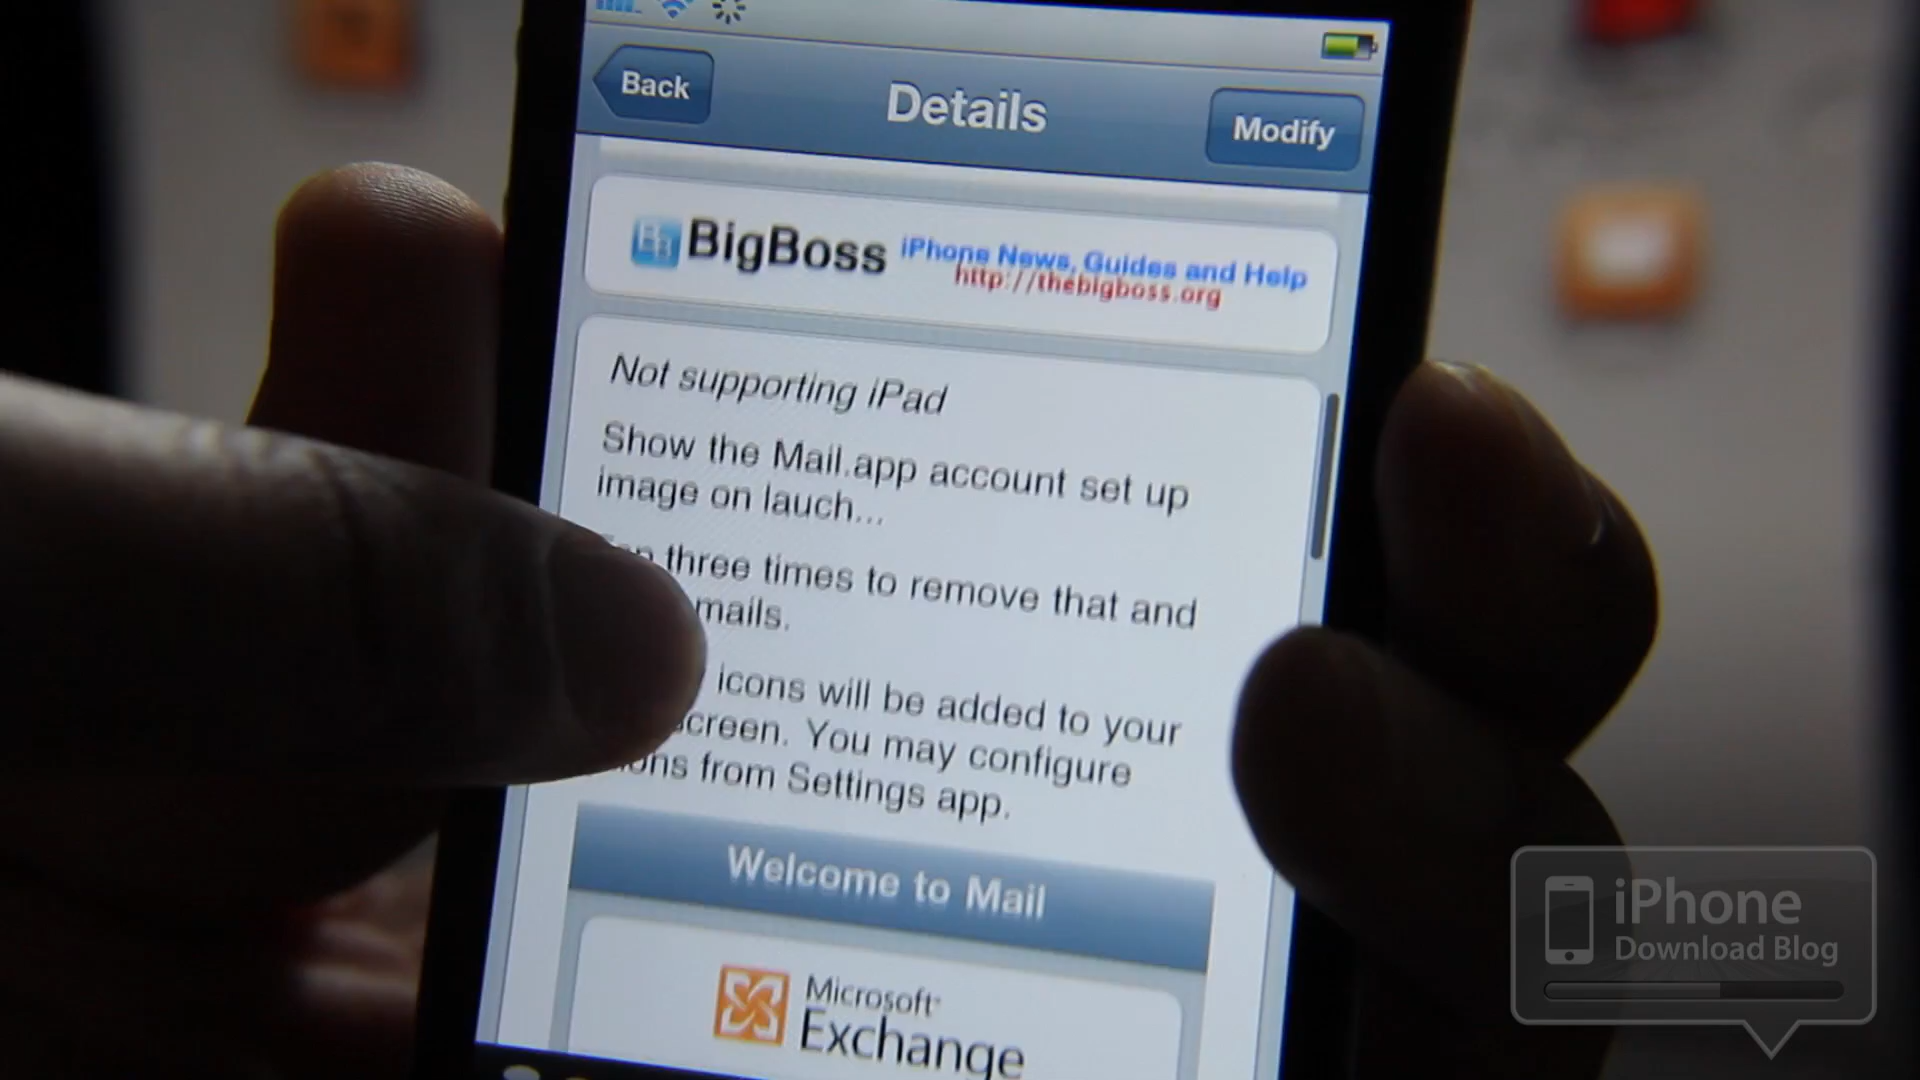 Back
Details
Modify
BigBoss
iPhone News, Guides and Help
http://thebigboss.org
Not supporting iPad
Show the Mail.app account set up
image on lauch...
three times to remove that and
mails.
icons will be added to your
screen. You may configure
from Settings app.
Welcome to Mail
Microsoft
Exchange
iPhone
Download Blog